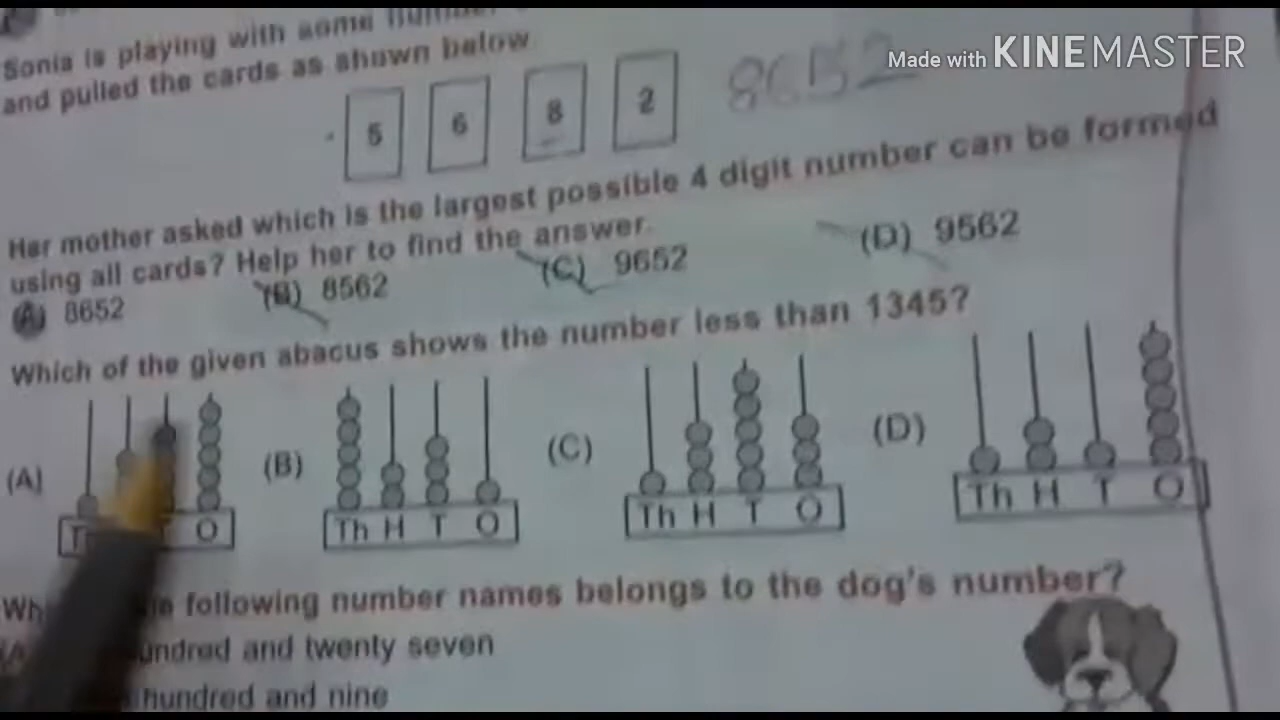 Sonia is playing with some number
and pulled the cards as shown below
5 6 8 2 8652
Her mother asked which is the largest possible 4 digit number can be formed
using all cards? Help her to find the answer.
(A) 8652 (B) 8562 (C) 9652 (D) 9562
Which of the given abacus shows the number less than 1345?
(A) (B) (C) (D)
O Th H T O Th H T O Th H T O
following number names belongs to the dog's number?
and twenty seven
hundred and nine
Made with KINEMASTER